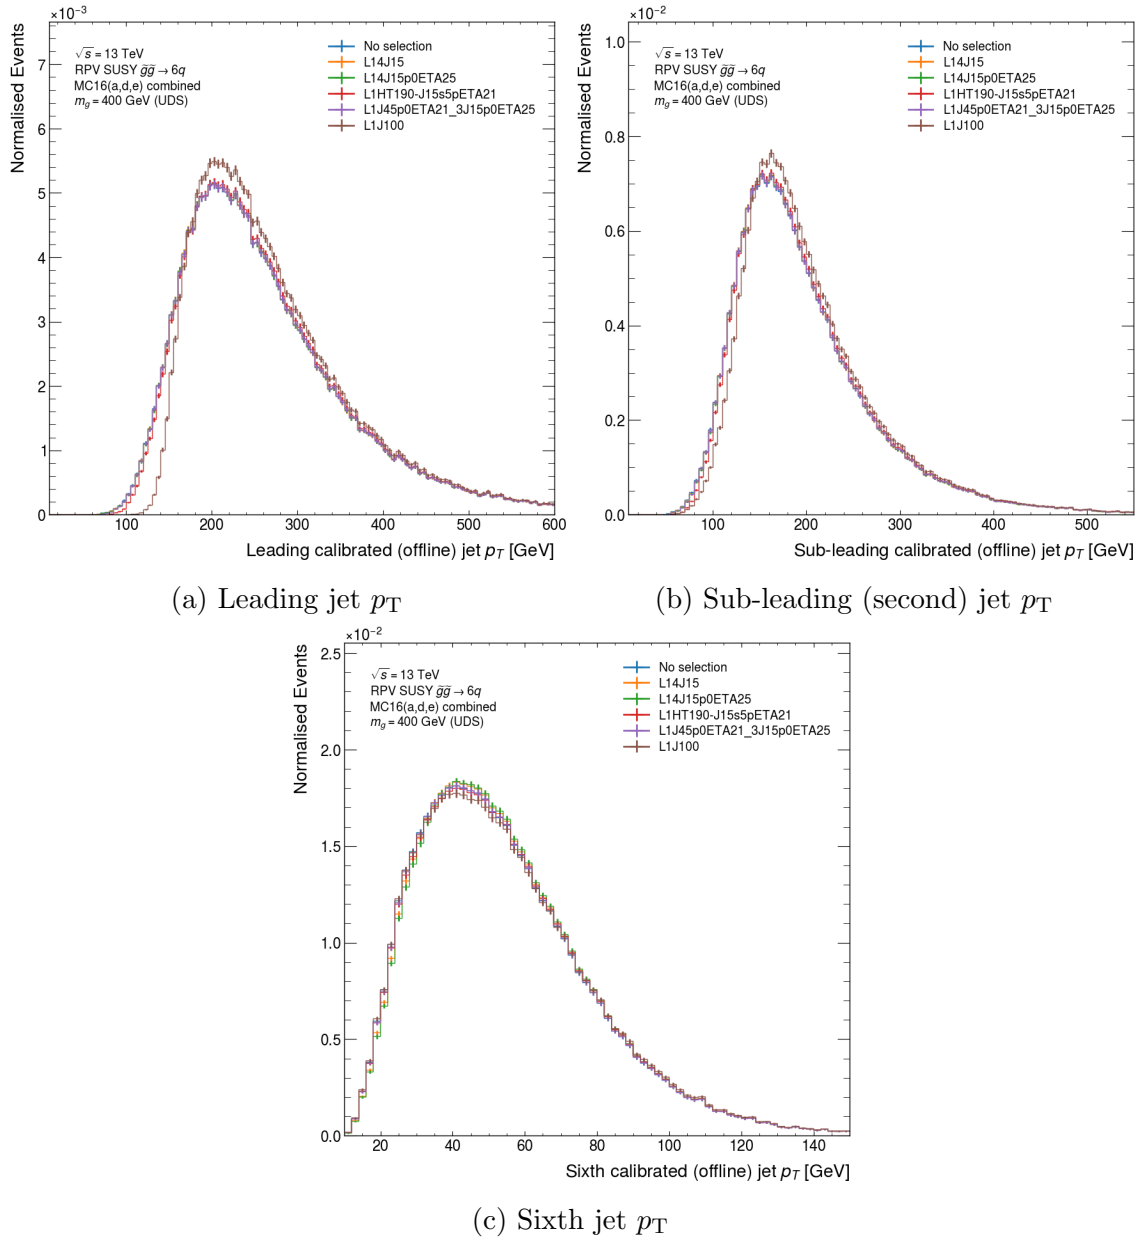 ×10⁻³
Normalised Events
√s = 13 TeV
RPV SUSY g̃g̃ → 6q
MC16(a,d,e) combined
m_g = 400 GeV (UDS)
No selection
L14J15
L14J15p0ETA25
L1HT190-J15s5pETA21
L1J45p0ETA21_3J15p0ETA25
L1J100
7
6
5
4
3
2
1
0
100 200 300 400 500 600
Leading calibrated (offline) jet p_T [GeV]
(a) Leading jet p_T
×10⁻²
Normalised Events
√s = 13 TeV
RPV SUSY g̃g̃ → 6q
MC16(a,d,e) combined
m_g = 400 GeV (UDS)
No selection
L14J15
L14J15p0ETA25
L1HT190-J15s5pETA21
L1J45p0ETA21_3J15p0ETA25
L1J100
1.0
0.8
0.6
0.4
0.2
0.0
100 200 300 400 500
Sub-leading calibrated (offline) jet p_T [GeV]
(b) Sub-leading (second) jet p_T
×10⁻²
Normalised Events
√s = 13 TeV
RPV SUSY g̃g̃ → 6q
MC16(a,d,e) combined
m_g = 400 GeV (UDS)
No selection
L14J15
L14J15p0ETA25
L1HT190-J15s5pETA21
L1J45p0ETA21_3J15p0ETA25
L1J100
2.5
2.0
1.5
1.0
0.5
0.0
20 40 60 80 100 120 140
Sixth calibrated (offline) jet p_T [GeV]
(c) Sixth jet p_T